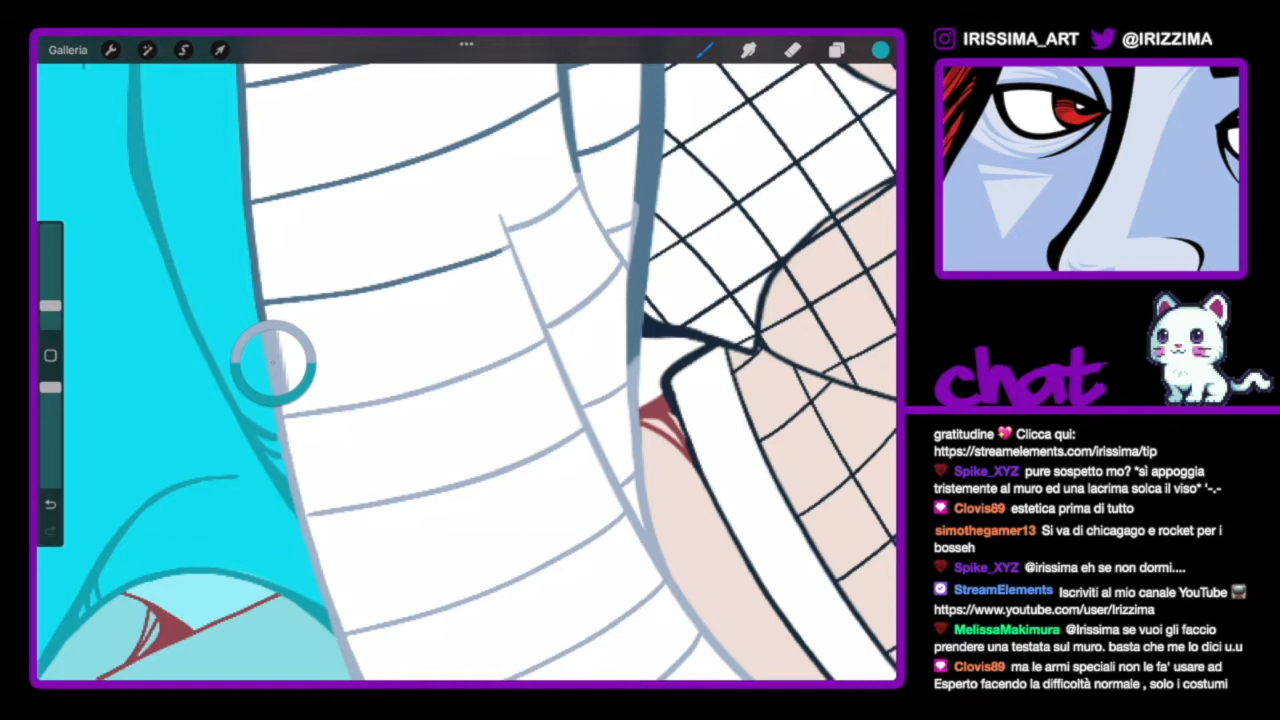 Galleria
IRISSIMA_ART @IRIZZIMA
chat
gratitudine 💖 Clicca qui:
https://streamelements.com/irissima/tip
Spike_XYZ pure sospetto mo? *sì appoggia
tristemente al muro ed una lacrima solca il viso* '-.-
Clovis89 estetica prima di tutto
simothegamer13 Si va di chicagago e rocket per i
bosseh
Spike_XYZ @irissima eh se non dormi....
StreamElements Iscriviti al mio canale YouTube
https://www.youtube.com/user/Irizzima
MelissaMakimura @Irissima se vuoi gli faccio
prendere una testata sul muro. basta che me lo dici u.u
Clovis89 ma le armi speciali non le fa' usare ad
Esperto facendo la difficoltà normale , solo i costumi